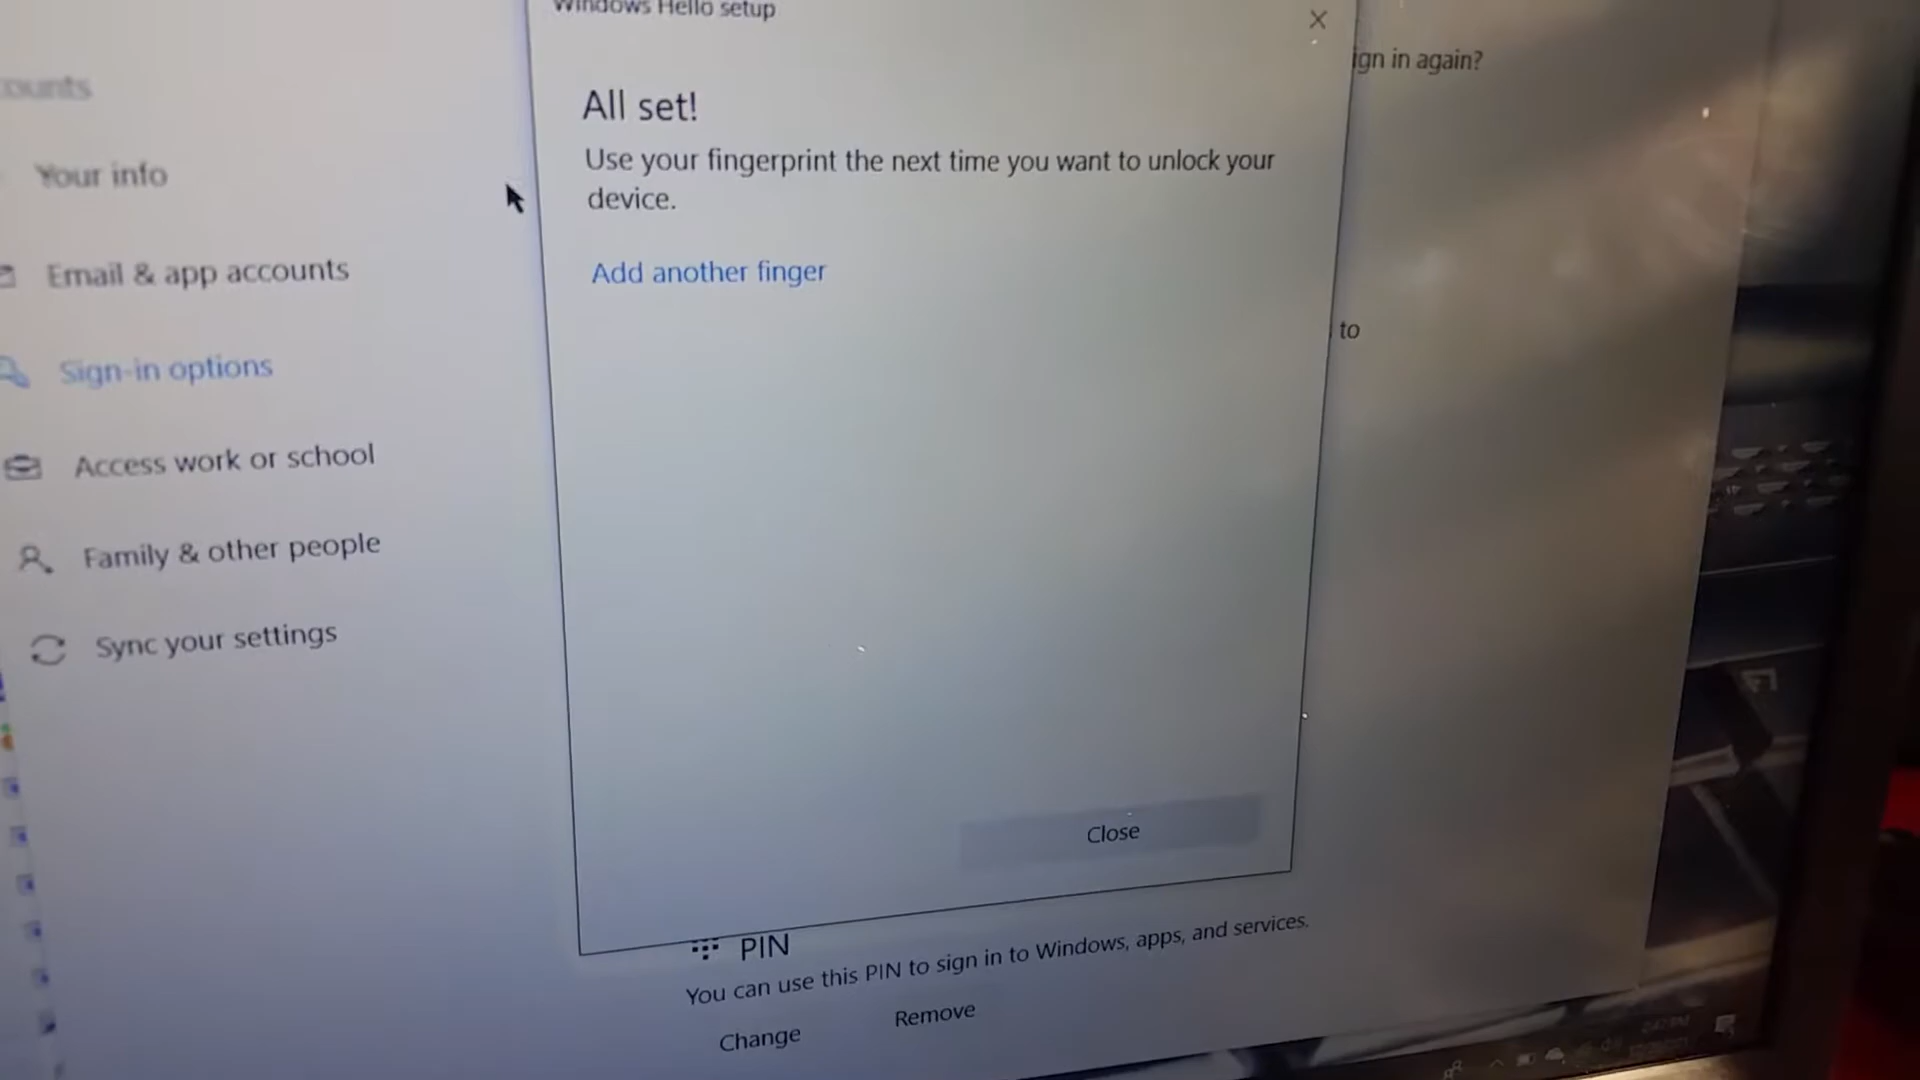 Windows Hello setup
ign in again?
ounts
All set!
Use your fingerprint the next time you want to unlock your
device.
Your info
Add another finger
Email & app accounts
to
Sign-in options
Access work or school
Family & other people
Sync your settings
Close
PIN
You can use this PIN to sign in to Windows, apps, and services.
Change
Remove